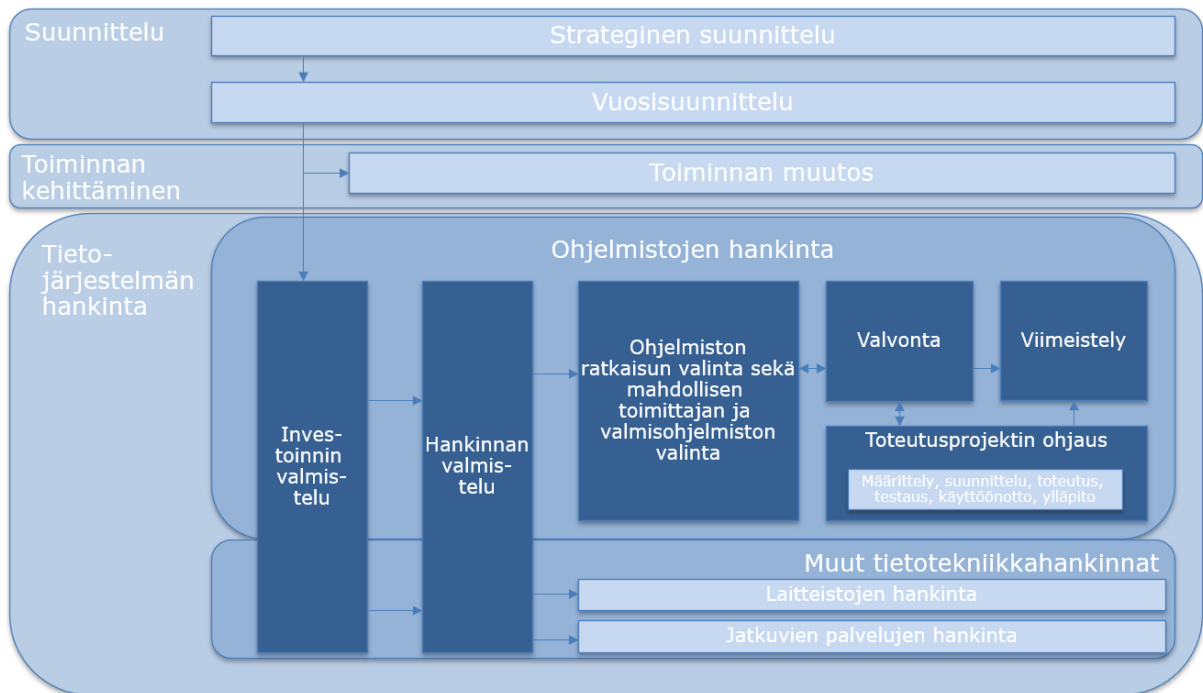 Suunnittelu
Strateginen suunnittelu
Vuosisuunnittelu
Toiminnan
kehittäminen
Toiminnan muutos
Tieto-
järjestelmän
hankinta
Ohjelmistojen hankinta
Inves-
toinnin
valmis-
telu
Hankinnan
valmis-
telu
Ohjelmiston
ratkaisun valinta sekä
mahdollisen
toimittajan ja
valmisohjelmiston
valinta
Valvonta
Viimeistely
Toteutusprojektin ohjaus
Määrittely, suunnittelu, toteutus,
testaus, käyttöönotto, ylläpito
Muut tietotekniikkahankinnat
Laitteistojen hankinta
Jatkuvien palvelujen hankinta